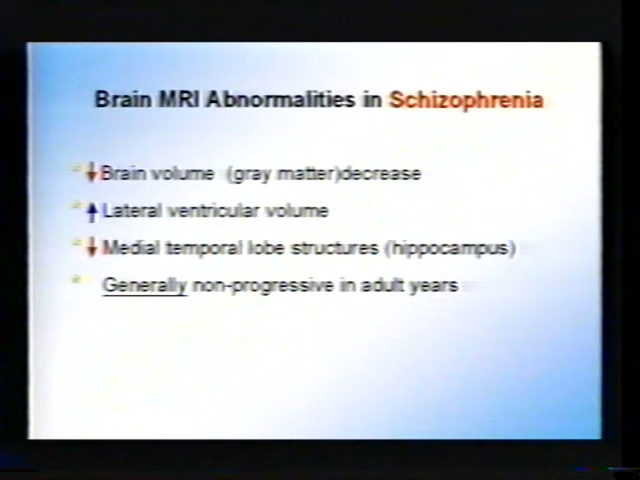 Brain MRI Abnormalities in Schizophrenia
↓Brain volume (gray matter)decrease
↑Lateral ventricular volume
↓Medial temporal lobe structures (hippocampus)
Generally non-progressive in adult years